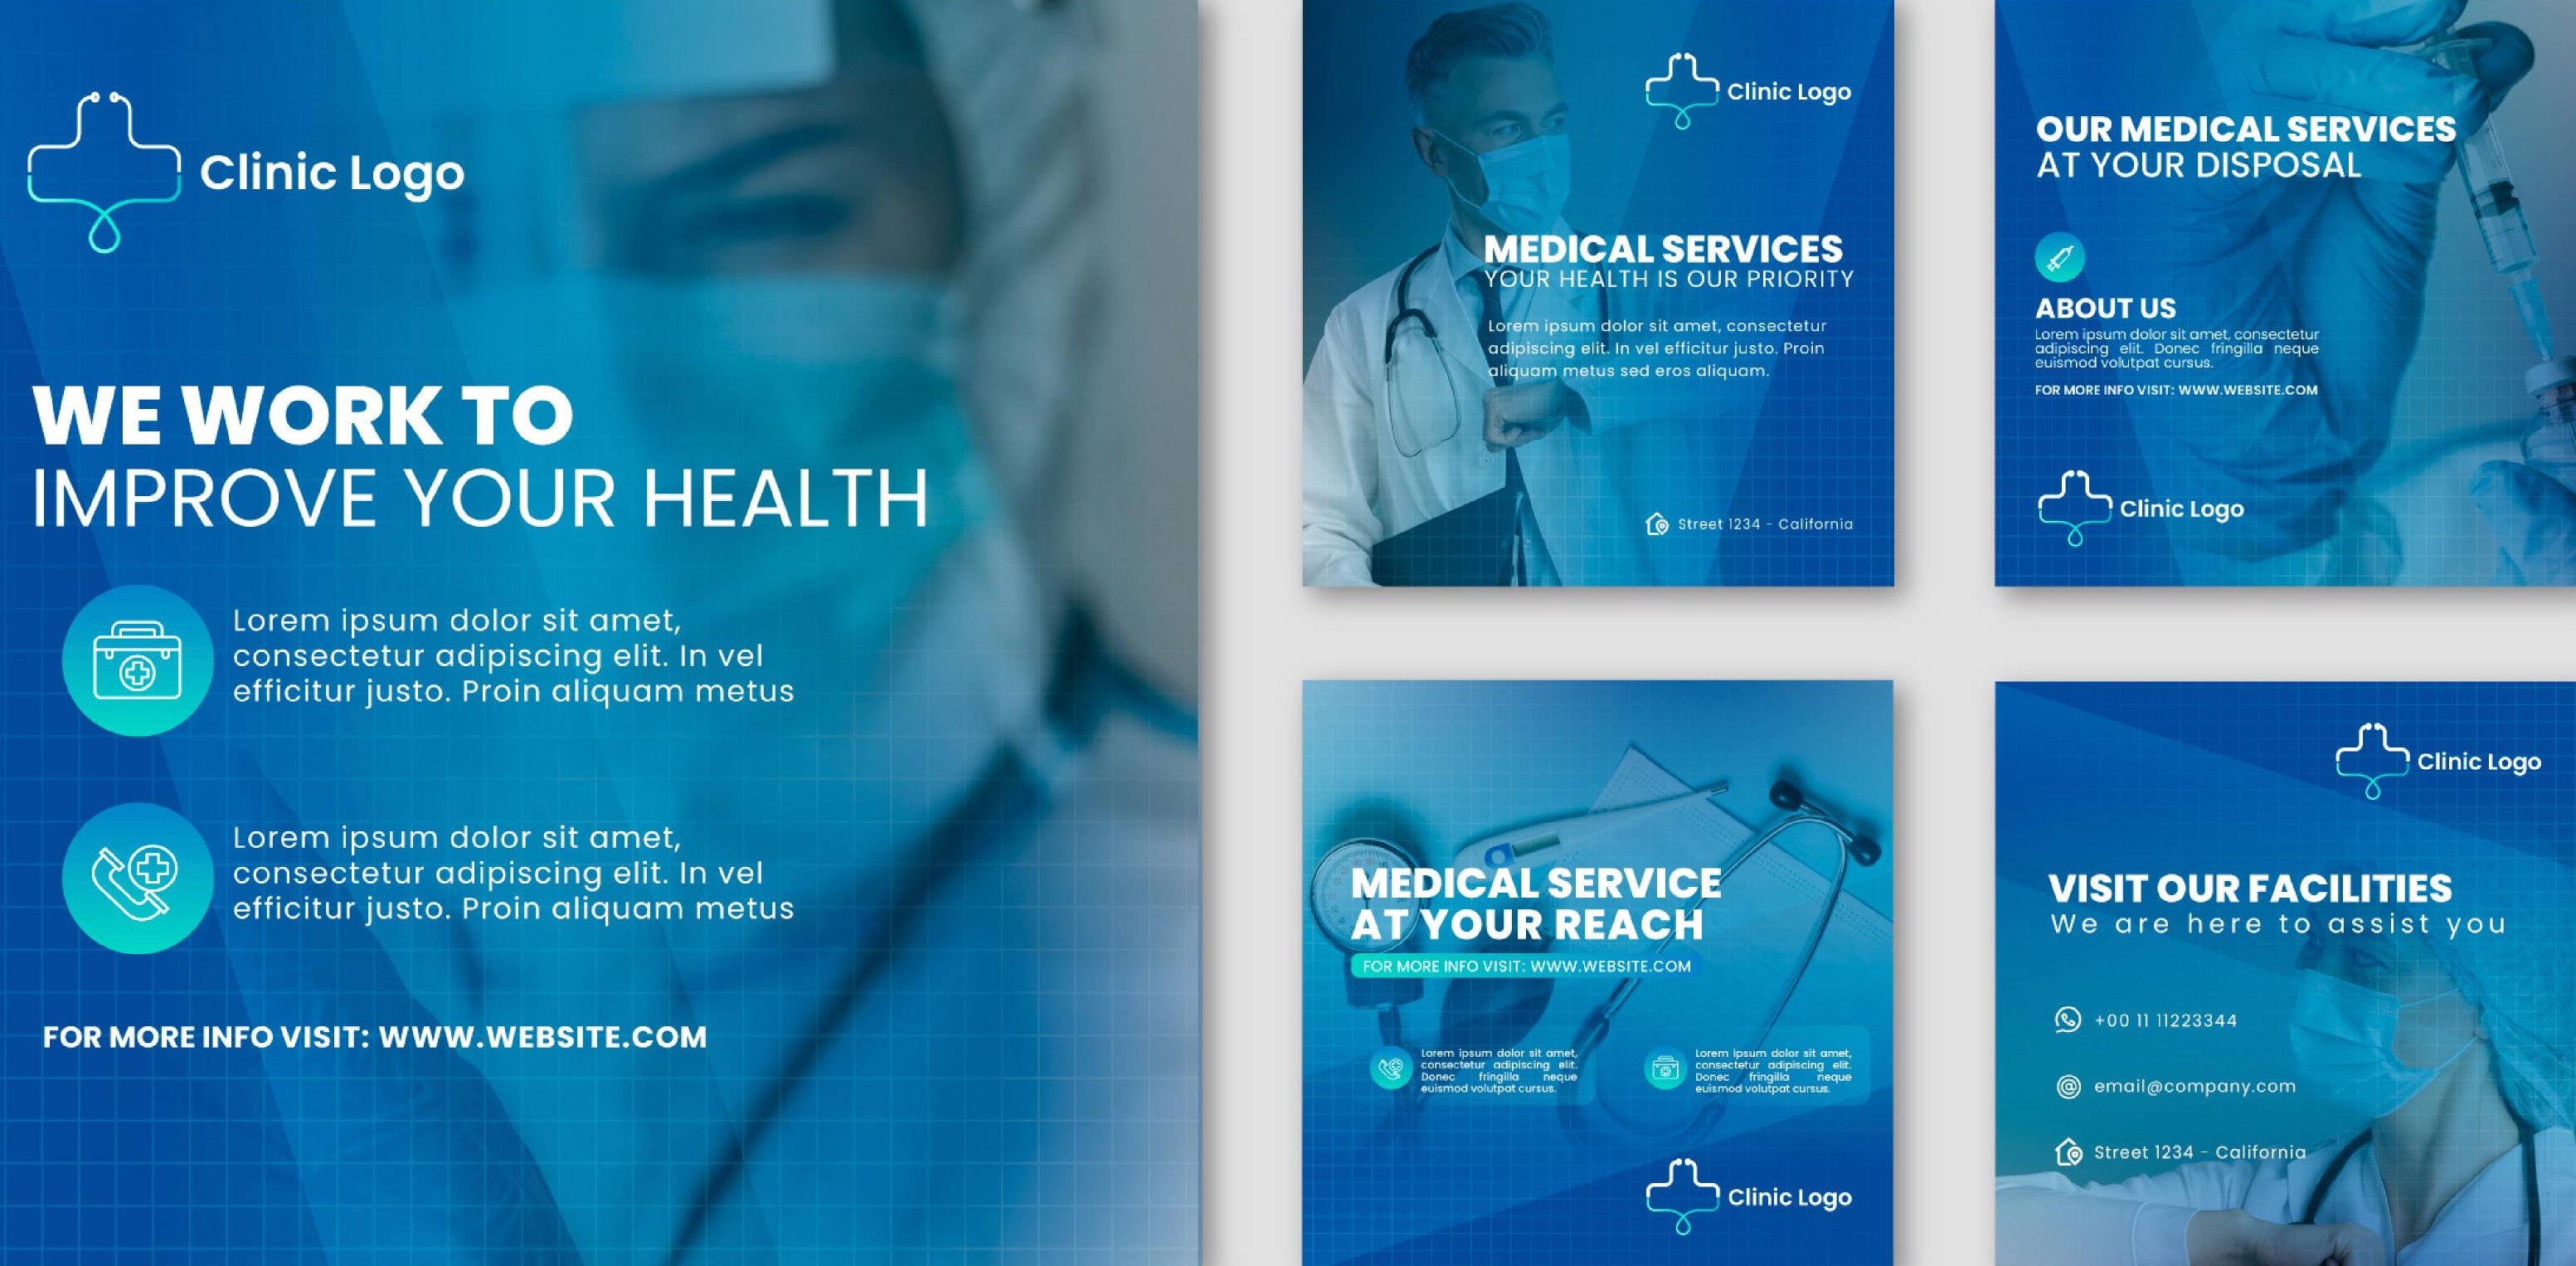 Clinic Logo
WE WORK TO
IMPROVE YOUR HEALTH
Lorem ipsum dolor sit amet,
consectetur adipiscing elit. In vel
efficitur justo. Proin aliquam metus
Lorem ipsum dolor sit amet,
consectetur adipiscing elit. In vel
efficitur justo. Proin aliquam metus
FOR MORE INFO VISIT: WWW.WEBSITE.COM
Clinic Logo
MEDICAL SERVICES
YOUR HEALTH IS OUR PRIORITY
Lorem ipsum dolor sit amet, consectetur
adipiscing elit. In vel efficitur justo. Proin
aliquam metus sed eros aliquam.
Street 1234 - California
OUR MEDICAL SERVICES
AT YOUR DISPOSAL
ABOUT US
Lorem ipsum dolor sit amet, consectetur
adipiscing elit. Donec fringilla neque
euismod volutpat cursus.
FOR MORE INFO VISIT: WWW.WEBSITE.COM
Clinic Logo
MEDICAL SERVICE
AT YOUR REACH
FOR MORE INFO VISIT: WWW.WEBSITE.COM
Lorem ipsum dolor sit amet,
consectetur adipiscing elit.
Donec fringilla neque
euismod volutpat cursus.
Lorem ipsum dolor sit amet,
consectetur adipiscing elit.
Donec fringilla neque
euismod volutpat cursus.
Clinic Logo
Clinic Logo
VISIT OUR FACILITIES
We are here to assist you
+00 11 11223344
email@company.com
Street 1234 - California